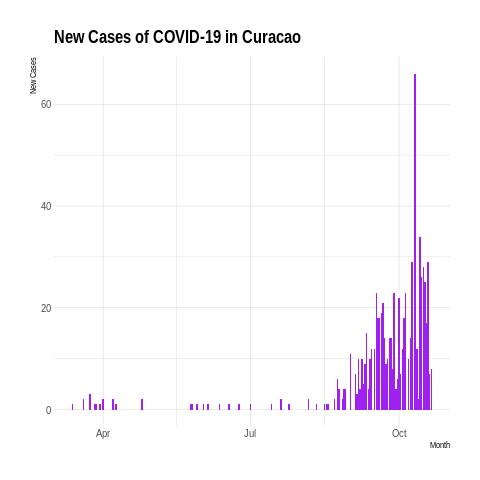 New Cases of COVID-19 in Curacao
New Cases
60
40
20
0
Apr
Jul
Oct
Month